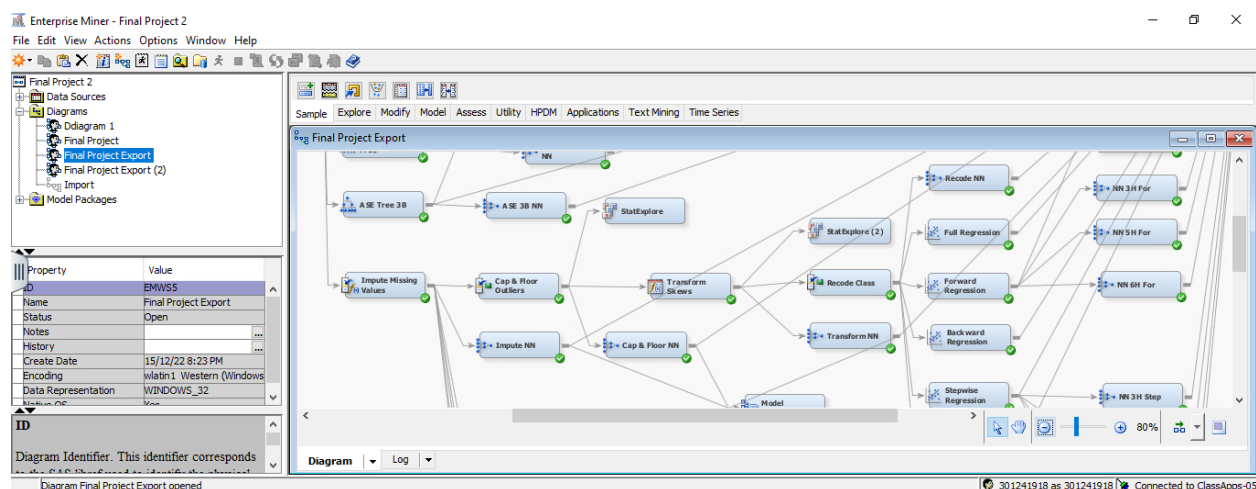 Enterprise Miner - Final Project 2
File Edit View Actions Options Window Help
Final Project 2
Data Sources
Diagrams
Ddiagram 1
Final Project
Final Project Export
Final Project Export (2)
Import
Model Packages
Property Value
ID EMWS5
Name Final Project Export
Status Open
Notes ...
History ...
Create Date 15/12/22 8:23 PM
Encoding wlatin1 Western (Windows
Data Representation WINDOWS_32
Native OS Yes
ID
Diagram Identifier. This identifier corresponds
Diagram Final Project Export opened
Sample Explore Modify Model Assess Utility HPDM Applications Text Mining Time Series
Final Project Export
NN
ASE Tree 3B
ASE 3B NN
StatExplore
StatExplore (2)
Recode NN
Full Regression
NN 3H For
NN 5H For
Impute Missing
Values
Cap & Floor
Outliers
Transform
Skews
Recode Class
Forward
Regression
NN 6H For
Impute NN
Cap & Floor NN
Transform NN
Backward
Regression
Model
Stepwise
Regression
NN 3H Step
80%
Diagram Log
301241918 as 301241918 Connected to ClassApps-05